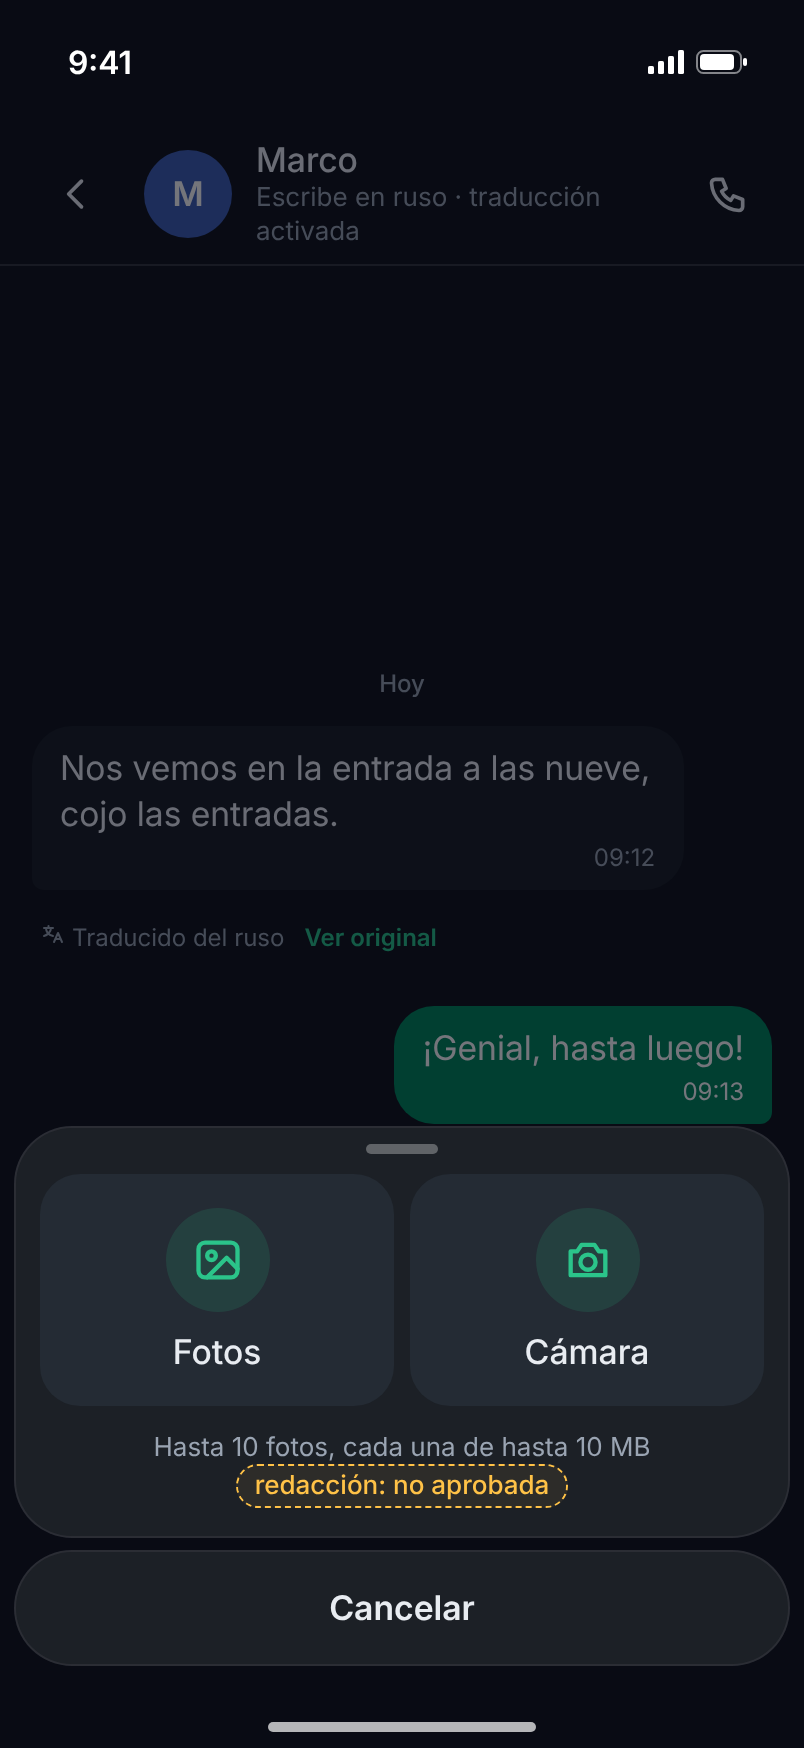 9:41
M
Marco
Escribe en ruso · traducción
activada
Hoy
Nos vemos en la entrada a las nueve,
cojo las entradas.
09:12
Traducido del ruso Ver original
¡Genial, hasta luego!
09:13
Fotos
Cámara
Hasta 10 fotos, cada una de hasta 10 MB
redacción: no aprobada
Cancelar